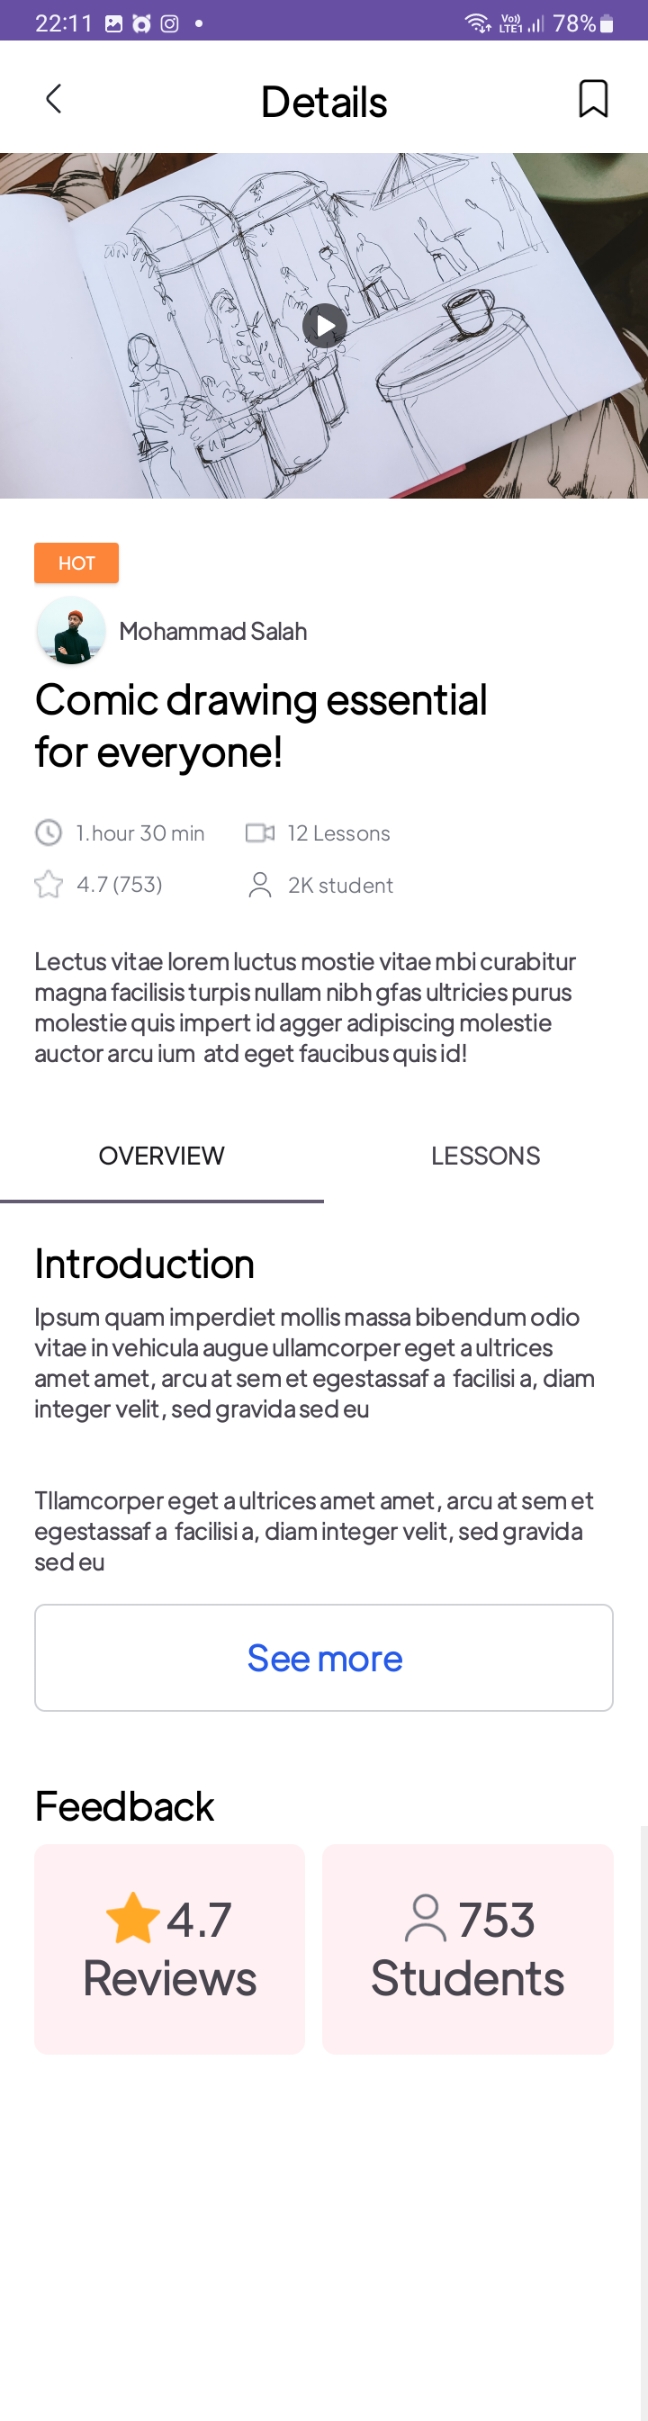 22:11
Vo))
LTE1
78%
Details
HOT
Mohammad Salah
Comic drawing essential
for everyone!
1.hour 30 min
12 Lessons
4.7 (753)
2K student
Lectus vitae lorem luctus mostie vitae mbi curabitur
magna facilisis turpis nullam nibh gfas ultricies purus
molestie quis impert id agger adipiscing molestie
auctor arcu ium atd eget faucibus quis id!
OVERVIEW
LESSONS
Introduction
Ipsum quam imperdiet mollis massa bibendum odio
vitae in vehicula augue ullamcorper eget a ultrices
amet amet, arcu at sem et egestassaf a facilisi a, diam
integer velit, sed gravida sed eu
Tllamcorper eget a ultrices amet amet, arcu at sem et
egestassaf a facilisi a, diam integer velit, sed gravida
sed eu
See more
Feedback
4.7
Reviews
753
Students